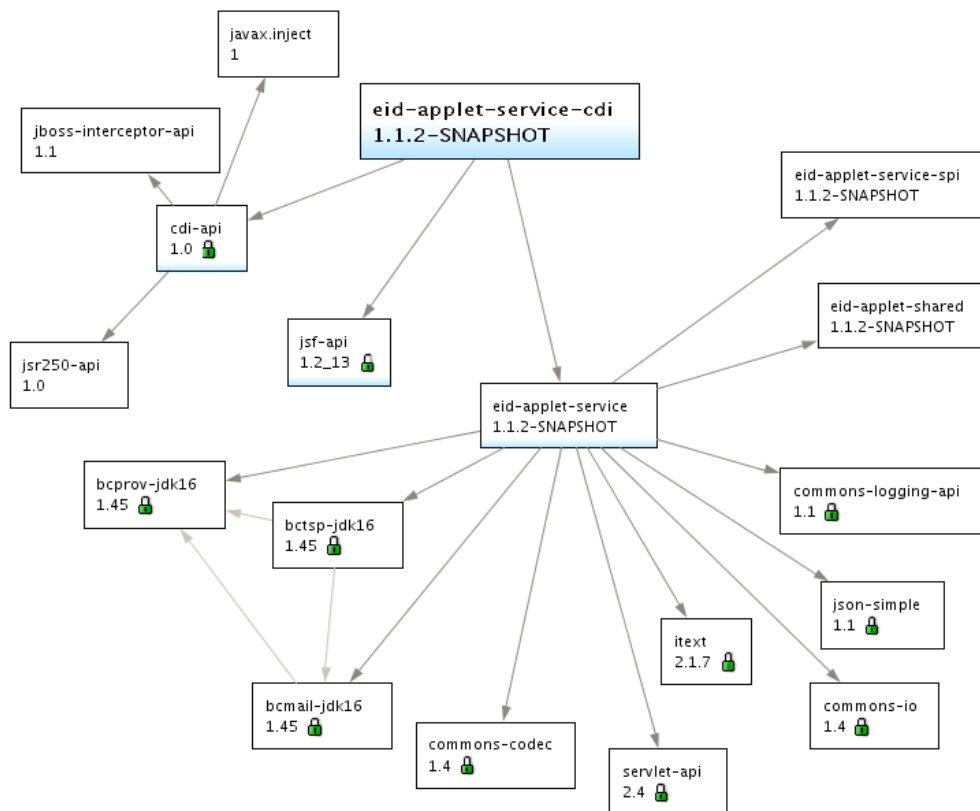 javax.inject
1
eid-applet-service-cdi
1.1.2-SNAPSHOT
jboss-interceptor-api
1.1
eid-applet-service-spi
1.1.2-SNAPSHOT
cdi-api
1.0
eid-applet-shared
1.1.2-SNAPSHOT
jsf-api
1.2_13
jsr250-api
1.0
eid-applet-service
1.1.2-SNAPSHOT
bcprov-jdk16
1.45
commons-logging-api
1.1
bctsp-jdk16
1.45
json-simple
1.1
itext
2.1.7
bcmail-jdk16
1.45
commons-io
1.4
commons-codec
1.4
servlet-api
2.4